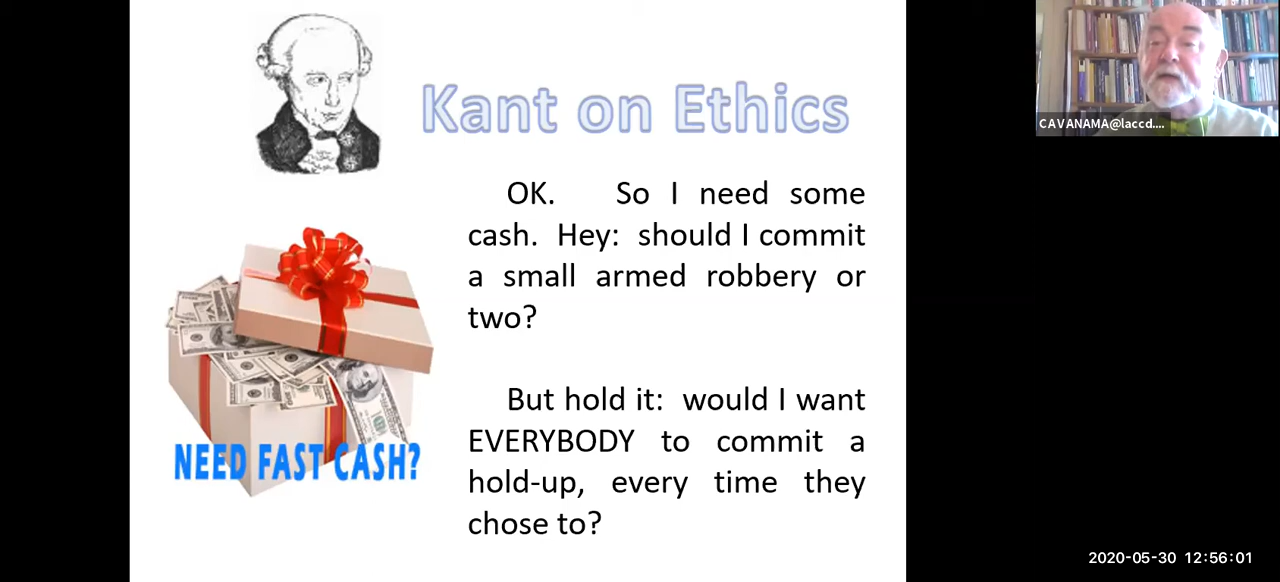 Kant on Ethics
CAVANAMA@laccd....
OK. So I need some
cash. Hey: should I commit
a small armed robbery or
two?
But hold it: would I want
EVERYBODY to commit a
hold-up, every time they
chose to?
NEED FAST CASH?
2020-05-30 12:56:01